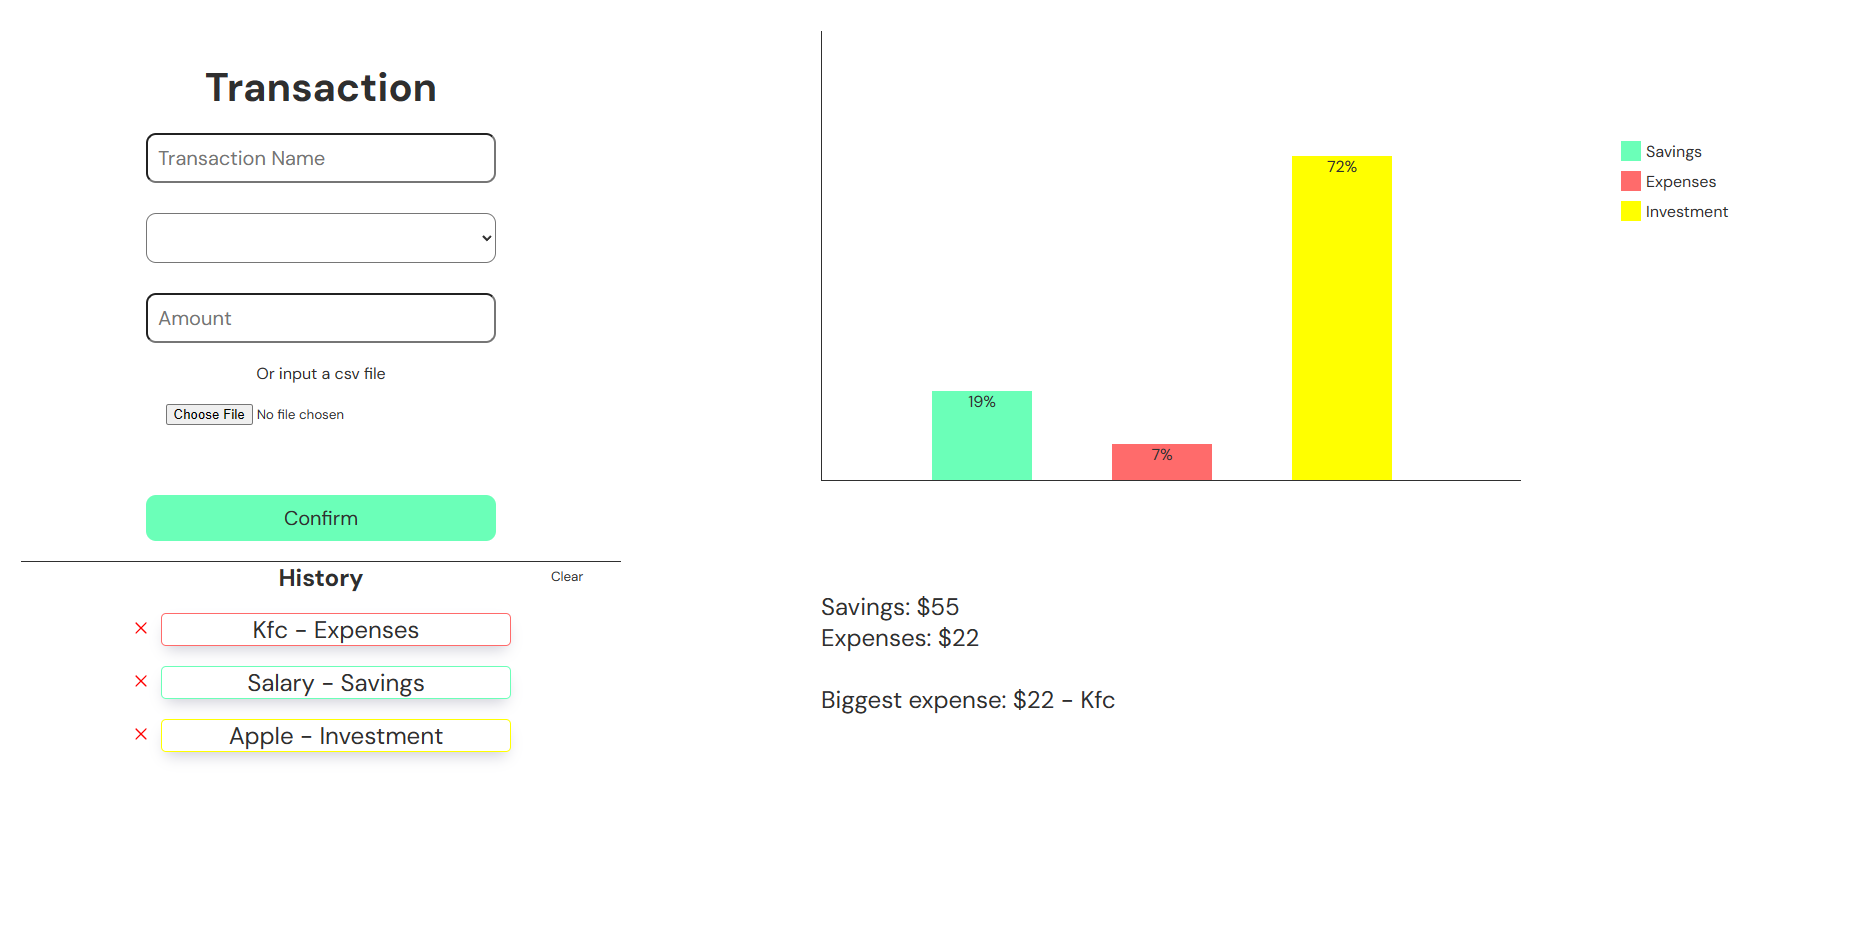 Transaction
Transaction Name
Amount
Or input a csv file
Choose File No file chosen
Confirm
History
Clear
Kfc - Expenses
Salary - Savings
Apple - Investment
72%
19%
7%
Savings
Expenses
Investment
Savings: $55
Expenses: $22
Biggest expense: $22 - Kfc